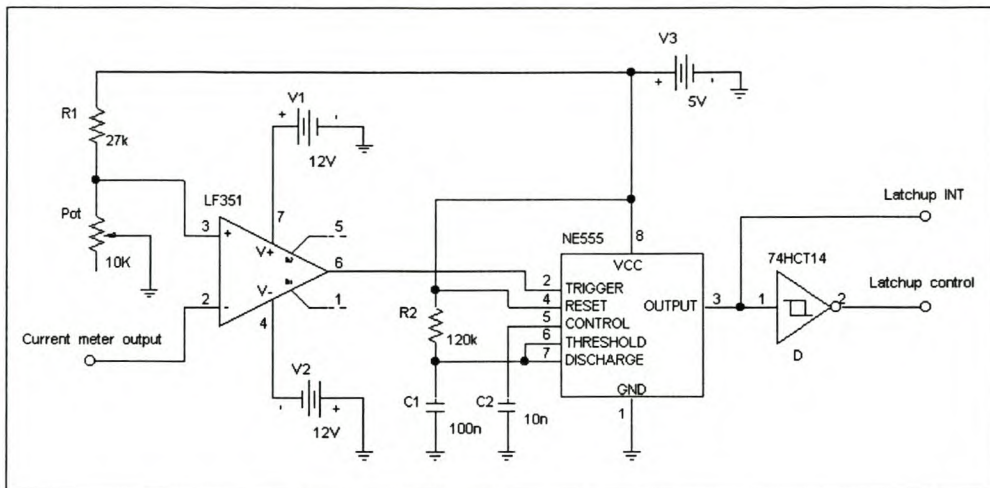 V3
+ -
5V
R1
27k
V1
+ -
12V
Latchup INT
LF351
Pot
10K
7
5
3
+
V+
6
2
-
V-
1
4
NE555
8
VCC
74HCT14
2 TRIGGER
4 RESET
5 CONTROL
6 THRESHOLD
7 DISCHARGE
OUTPUT 3
1 2
D
Latchup control
R2
120k
Current meter output
V2
- +
12V
C1
100n
C2
10n
GND
1